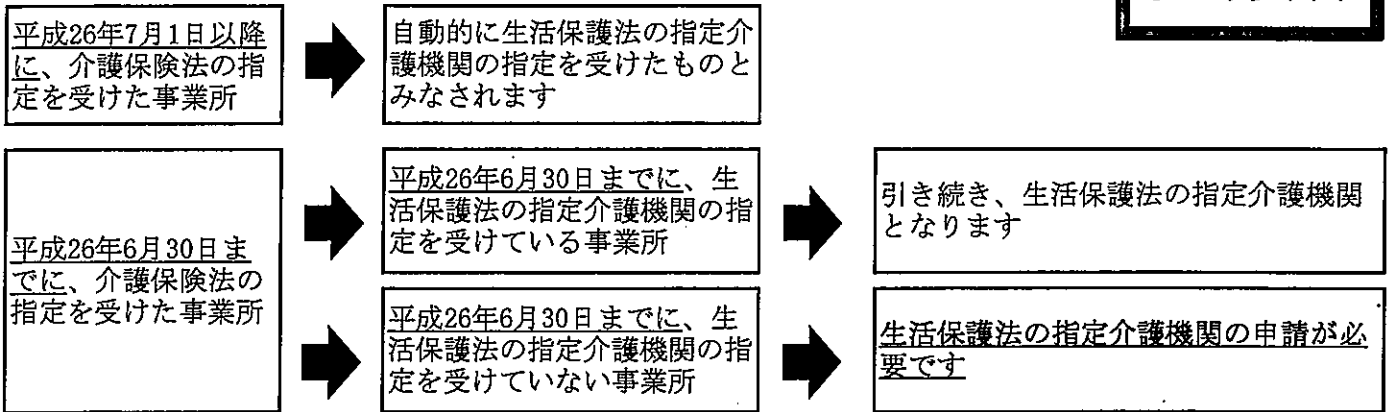 平成26年7月1日以降
に、介護保険法の指
定を受けた事業所
自動的に生活保護法の指定介
護機関の指定を受けたものと
みなされます
平成26年6月30日ま
でに、介護保険法の
指定を受けた事業所
平成26年6月30日までに、生
活保護法の指定介護機関の指
定を受けている事業所
引き続き、生活保護法の指定介護機関
となります
平成26年6月30日までに、生
活保護法の指定介護機関の指
定を受けていない事業所
生活保護法の指定介護機関の申請が必
要です